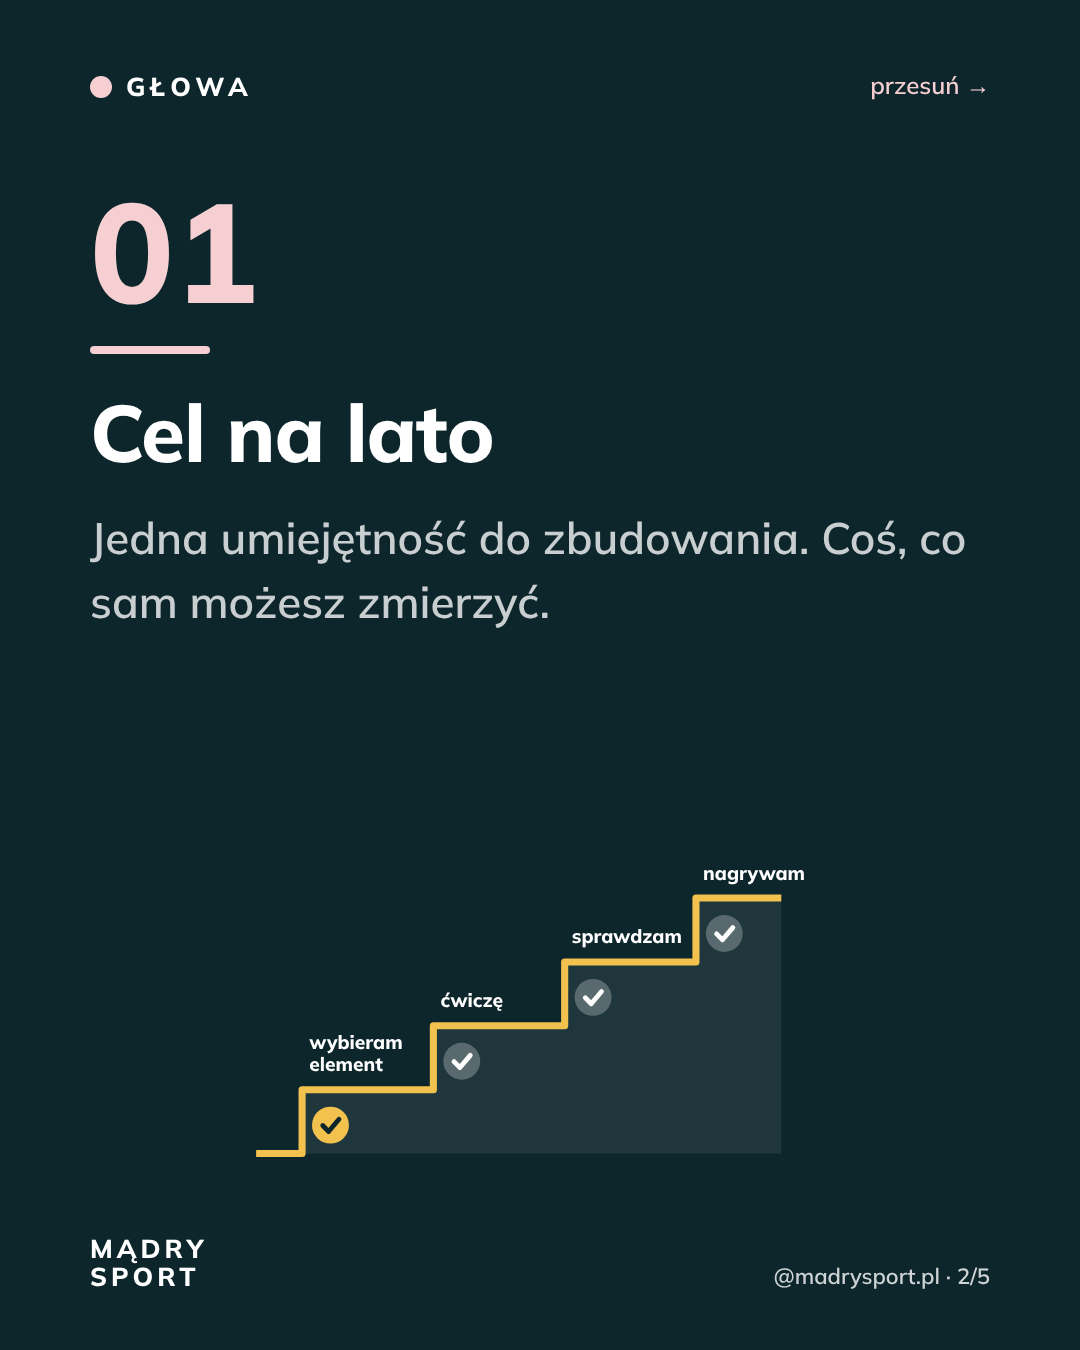 GŁOWA
przesuń →
01
Cel na lato
Jedna umiejętność do zbudowania. Coś, co
sam możesz zmierzyć.
nagrywam
sprawdzam
ćwiczę
wybieram
element
MĄDRY
SPORT
@madrysport.pl · 2/5